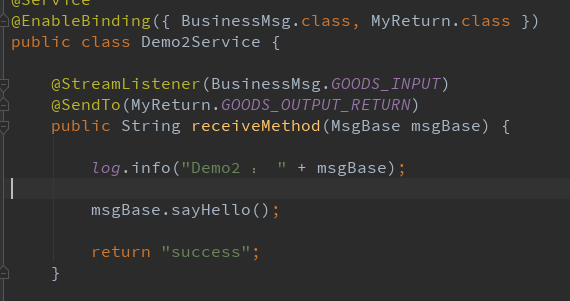 @Service
@EnableBinding({ BusinessMsg.class, MyReturn.class })
public class Demo2Service {
@StreamListener(BusinessMsg.GOODS_INPUT)
@SendTo(MyReturn.GOODS_OUTPUT_RETURN)
public String receiveMethod(MsgBase msgBase) {
log.info("Demo2 ： " + msgBase);
msgBase.sayHello();
return "success";
}